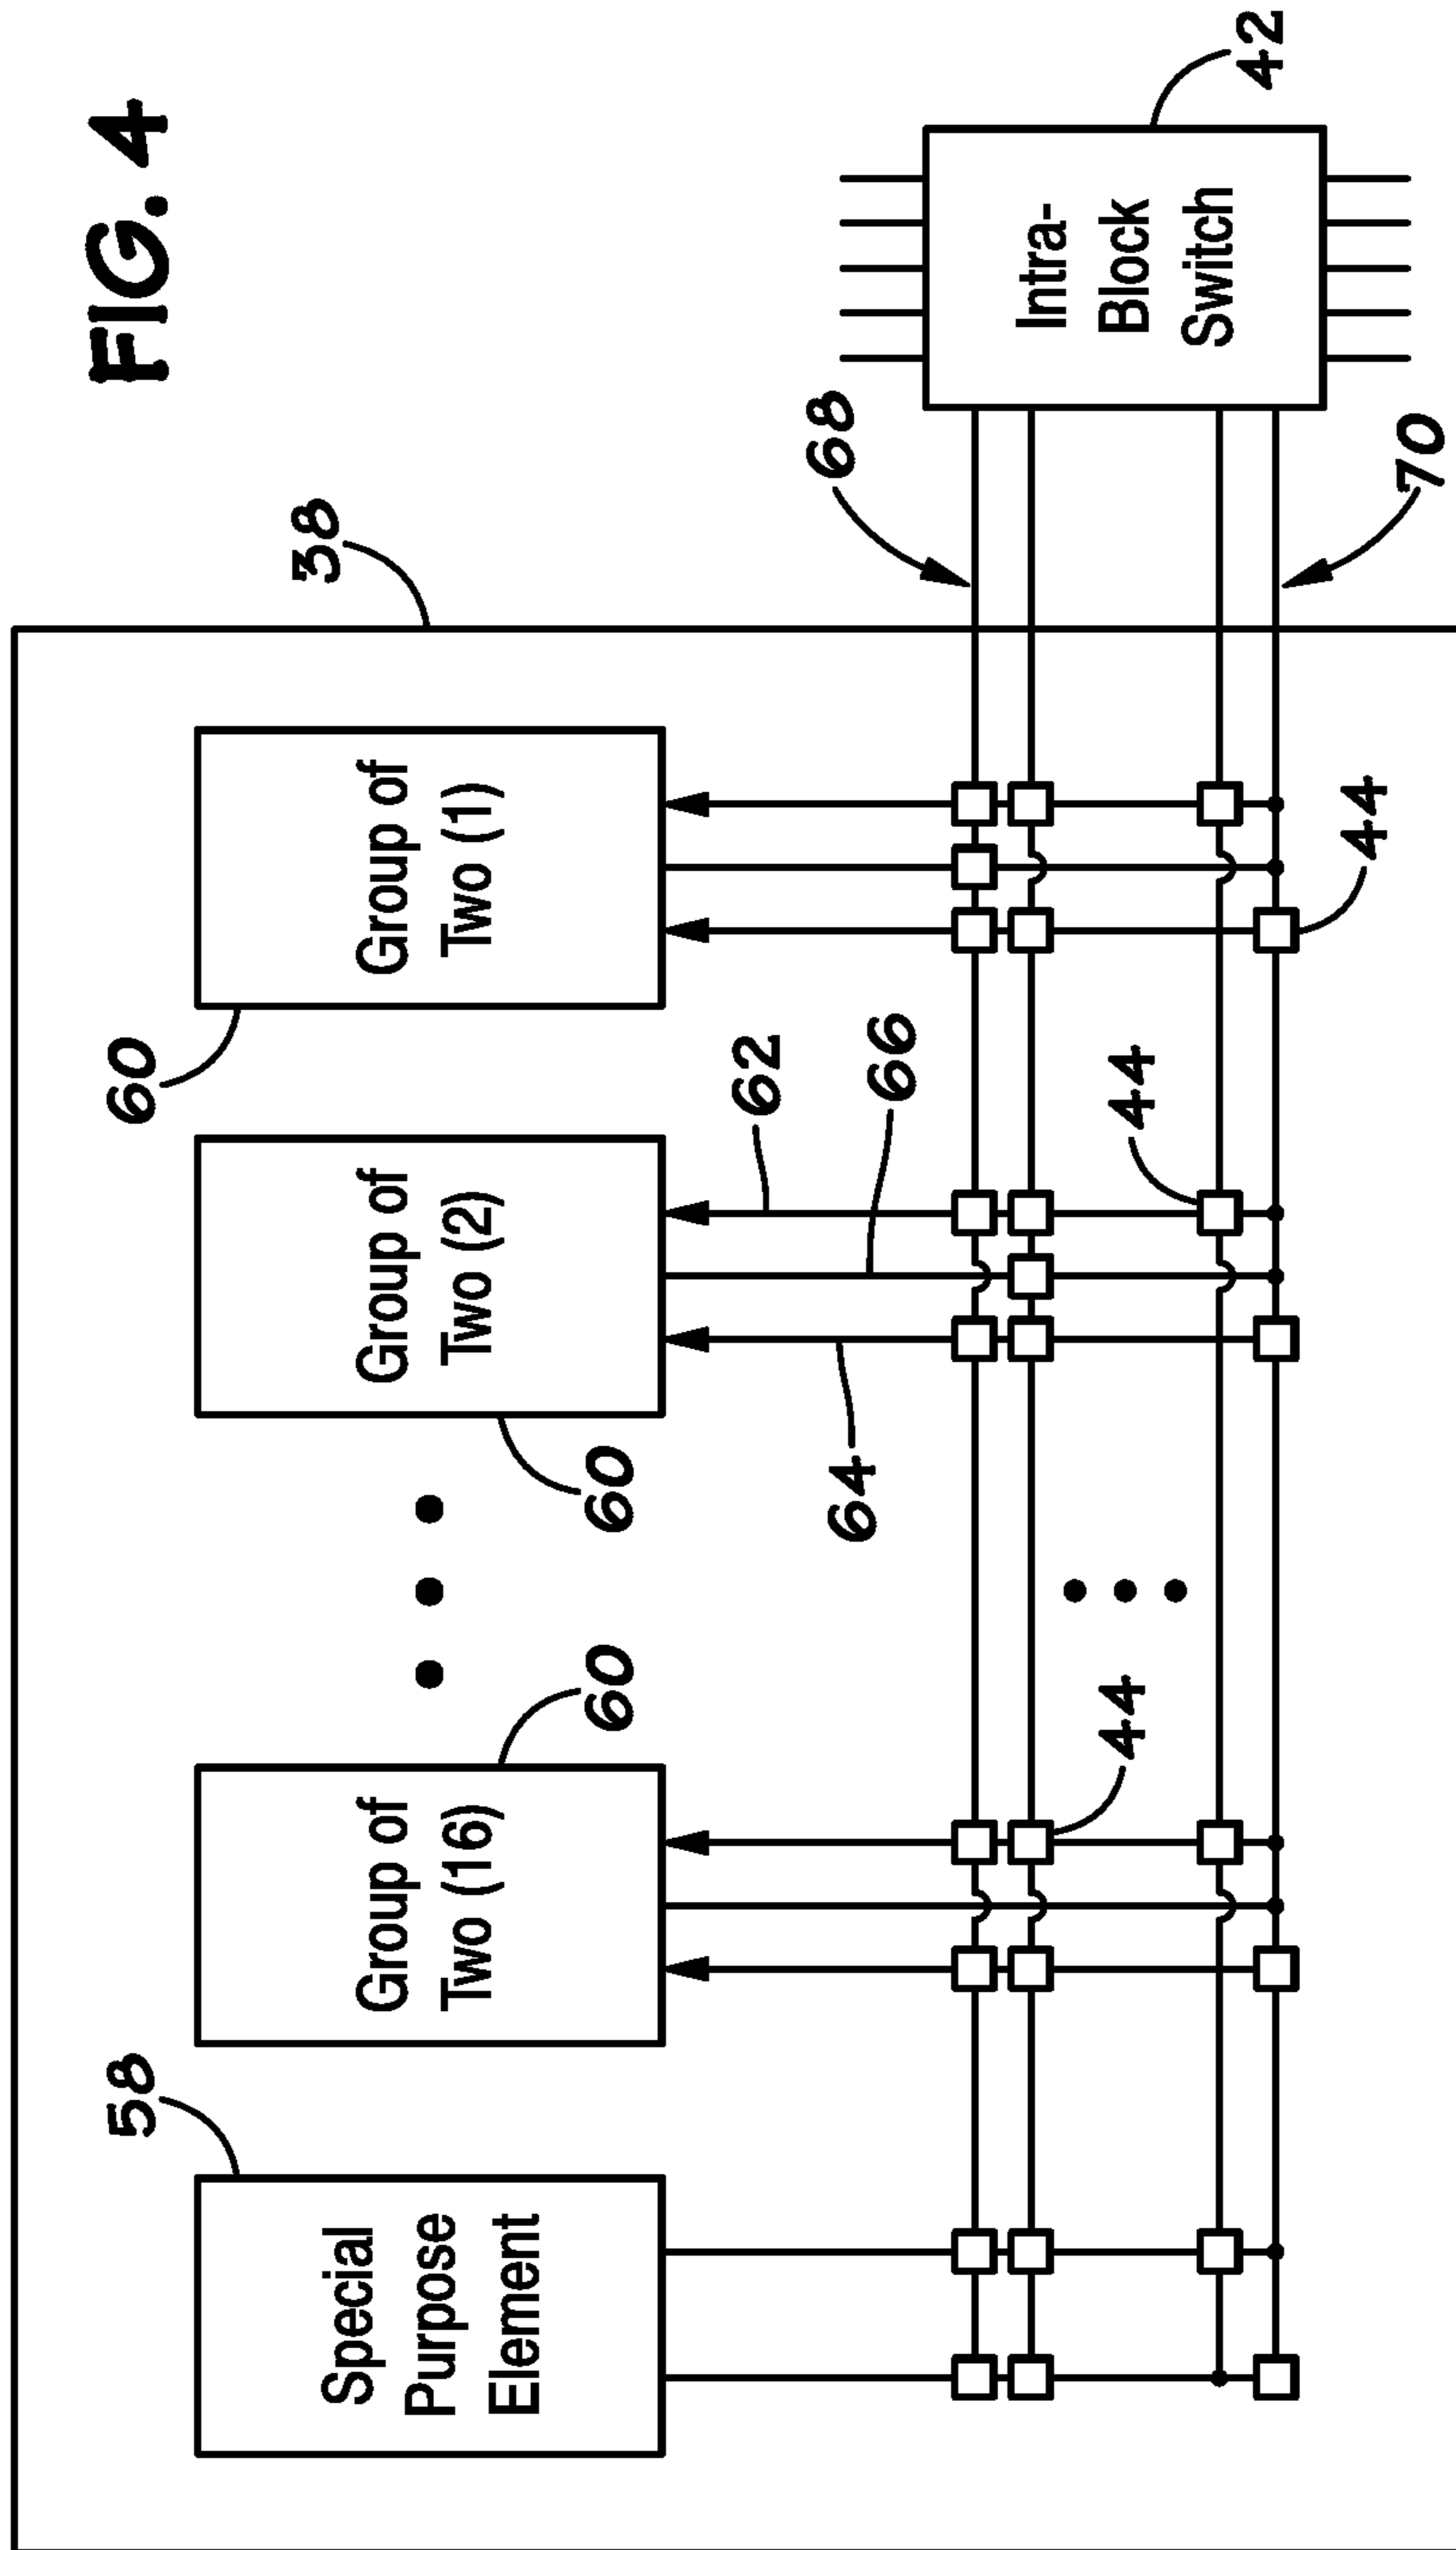 FIG. 4
58
60
38
Special
Purpose
Element
Group of
Two (16)
Group of
Two (2)
Group of
Two (1)
60
60
62
64
66
68
44
44
Intra-
Block
Switch
42
44
70